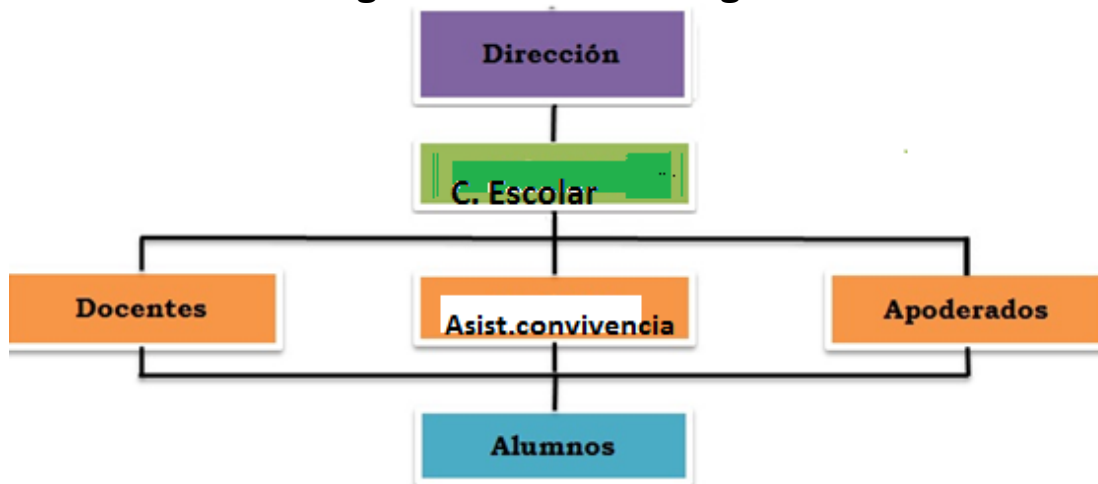 Dirección
C. Escolar
Docentes
Asist.convivencia
Apoderados
Alumnos